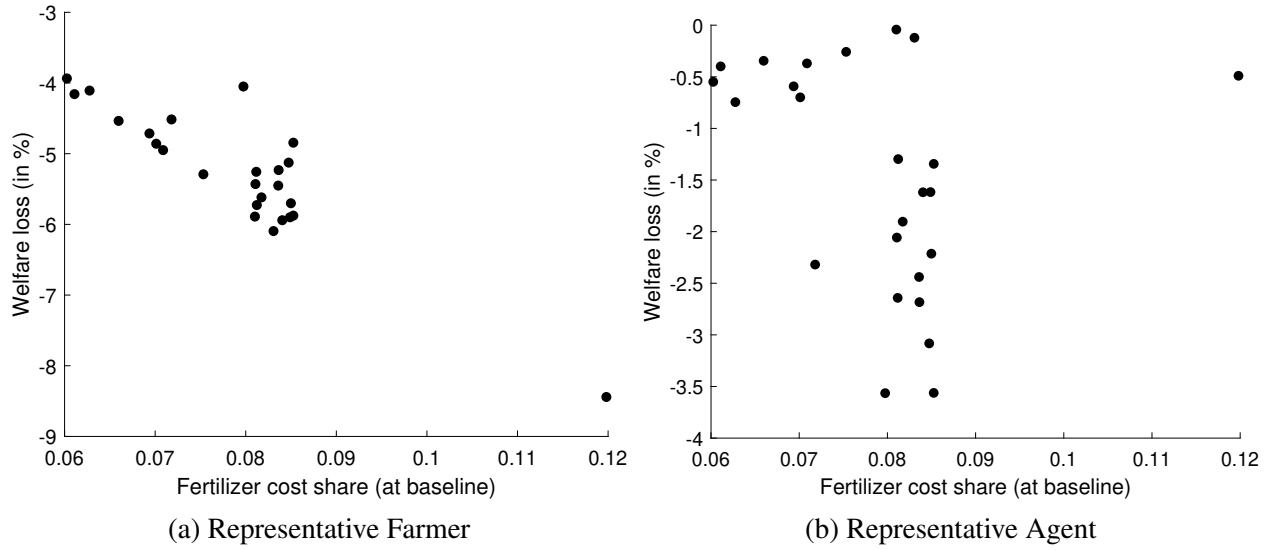 -3
-4
-5
-6
-7
-8
-9
Welfare loss (in %)
0.06 0.07 0.08 0.09 0.1 0.11 0.12
Fertilizer cost share (at baseline)
(a) Representative Farmer
0
-0.5
-1
-1.5
-2
-2.5
-3
-3.5
-4
Welfare loss (in %)
0.06 0.07 0.08 0.09 0.1 0.11 0.12
Fertilizer cost share (at baseline)
(b) Representative Agent